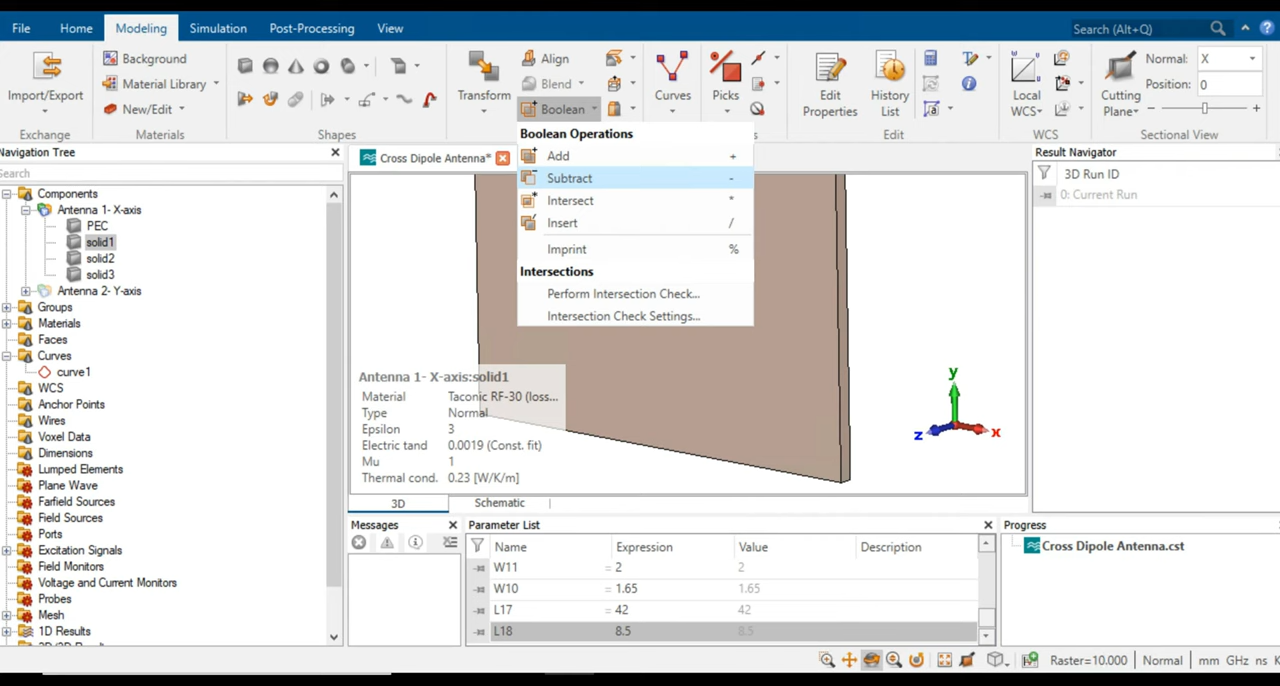 File Home Modeling Simulation Post-Processing View Search (Alt+Q)
Import/Export
Exchange
Background
Material Library
New/Edit
Materials
Shapes
Transform
Align
Blend
Boolean
Curves
Picks
Edit Properties
History List
Edit
Local WCS
WCS
Cutting Plane
Normal: X
Position: 0
Sectional View
Boolean Operations
Add +
Subtract -
Intersect *
Insert /
Imprint %
Intersections
Perform Intersection Check...
Intersection Check Settings...
Navigation Tree
Search
Components
Antenna 1- X-axis
PEC
solid1
solid2
solid3
Antenna 2- Y-axis
Groups
Materials
Faces
Curves
curve1
WCS
Anchor Points
Wires
Voxel Data
Dimensions
Lumped Elements
Plane Wave
Farfield Sources
Field Sources
Ports
Excitation Signals
Field Monitors
Voltage and Current Monitors
Probes
Mesh
1D Results
Cross Dipole Antenna*
Antenna 1- X-axis:solid1
Material Taconic RF-30 (loss...
Type Normal
Epsilon 3
Electric tand 0.0019 (Const. fit)
Mu 1
Thermal cond. 0.23 [W/K/m]
y
z
x
3D Schematic
Result Navigator
3D Run ID
0: Current Run
Messages
Parameter List
Name Expression Value Description
W11 = 2 2
W10 = 1.65 1.65
L17 = 42 42
L18 8.5 8.5
Progress
Cross Dipole Antenna.cst
Raster=10.000 Normal mm GHz ns K